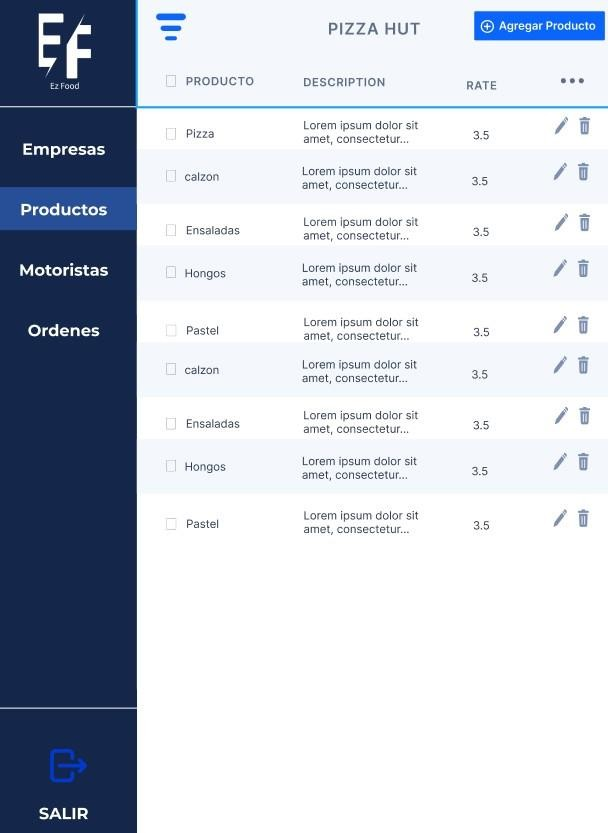 EF
Ez Food
PIZZA HUT
Agregar Producto
PRODUCTO DESCRIPTION RATE
Empresas
Productos
Motoristas
Ordenes
Pizza Lorem ipsum dolor sit 3.5
amet, consectetur...
calzon Lorem ipsum dolor sit 3.5
amet, consectetur...
Ensaladas Lorem ipsum dolor sit 3.5
amet, consectetur...
Hongos Lorem ipsum dolor sit 3.5
amet, consectetur...
Pastel Lorem ipsum dolor sit 3.5
amet, consectetur...
calzon Lorem ipsum dolor sit 3.5
amet, consectetur...
Ensaladas Lorem ipsum dolor sit 3.5
amet, consectetur...
Hongos Lorem ipsum dolor sit 3.5
amet, consectetur...
Pastel Lorem ipsum dolor sit 3.5
amet, consectetur...
SALIR